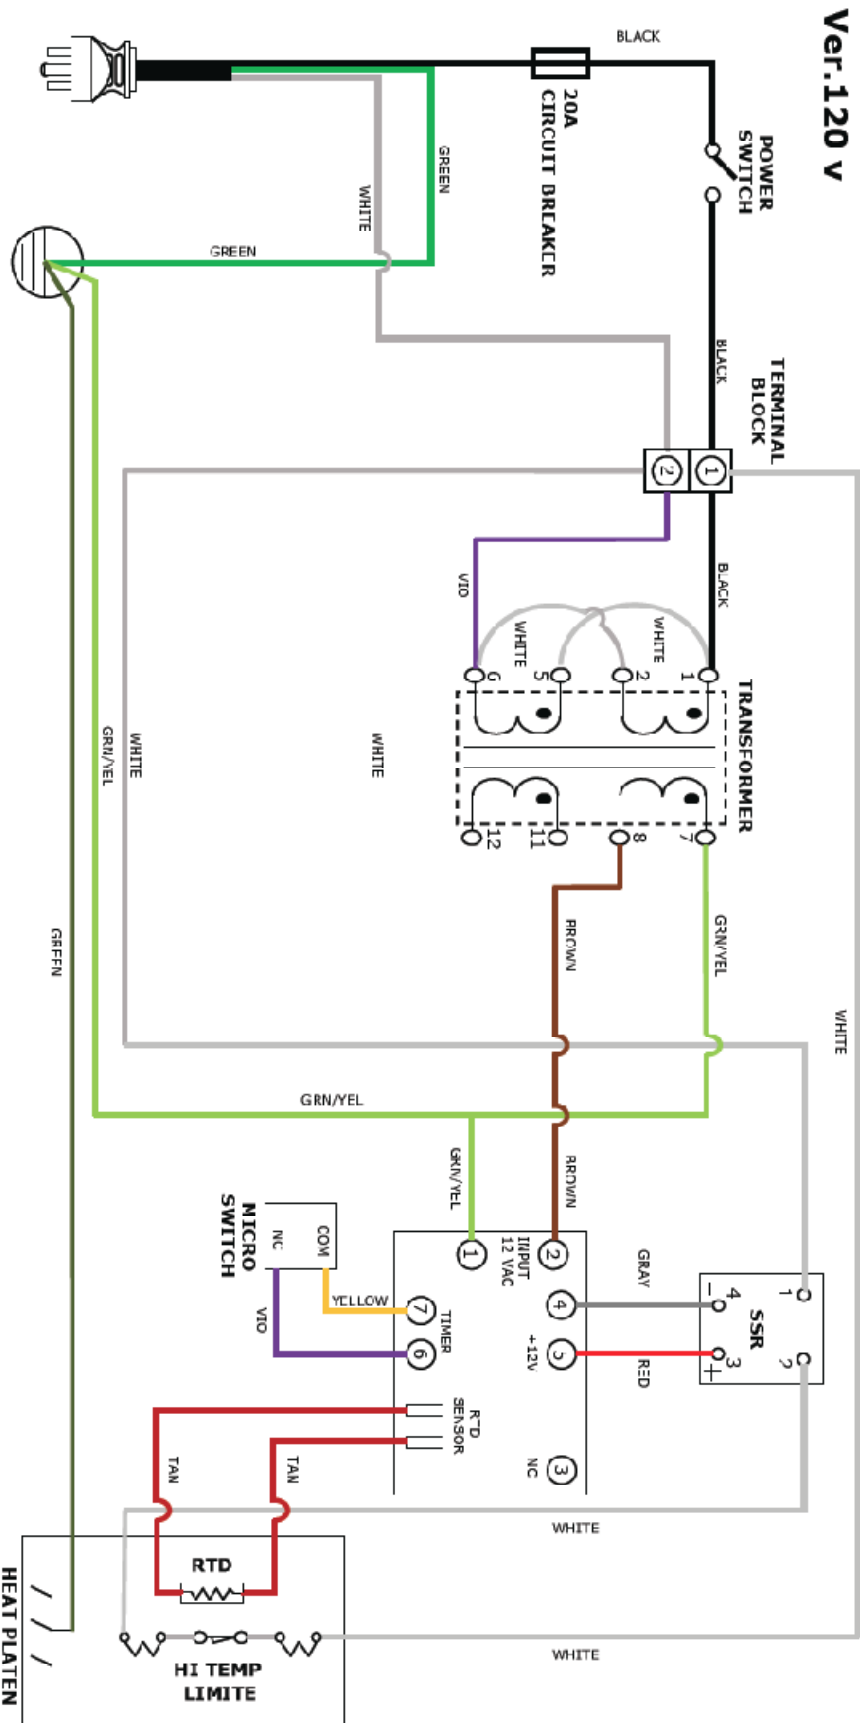 Ver.120 v
BLACK
20A
CIRCUIT BREAKER
POWER
SWITCH
GREEN
WHITE
GREEN
BLACK
TERMINAL
BLOCK
2
1
VIO
BLACK
WHITE
WHITE
6
5
2
1
TRANSFORMER
GRN/YEL
WHITE
WHITE
12
11
8
7
GREEN
BROWN
GRN/YEL
WHITE
GRN/YEL
GRN/YEL
BROWN
MICRO
SWITCH
NC
COM
YELLOW
VIO
1
INPUT
12 VAC
2
7
TIMER
6
4
+12V
5
RTD
SENSOR
NC
3
GRAY
RED
SSR
1
2
- 4
3 +
TAN
TAN
WHITE
RTD
HI TEMP
LIMITE
WHITE
HEAT PLATEN